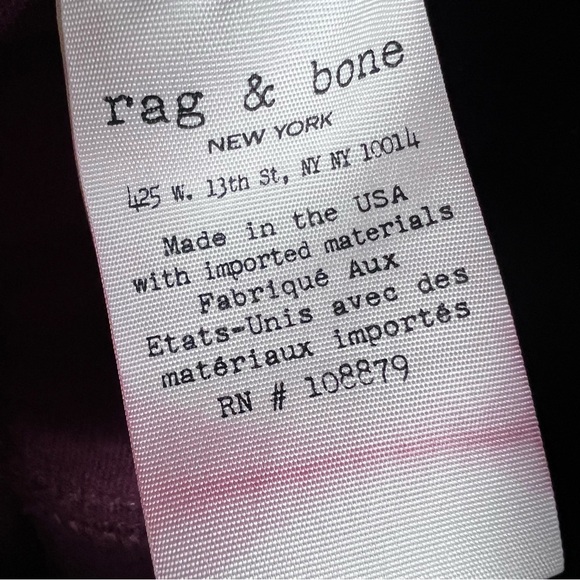 rag & bone
NEW YORK
425 W. 13th St, NY NY 10014
Made in the USA
with imported materials
Fabriqué Aux
Etats-Unis avec des
matériaux importés
RN # 108879